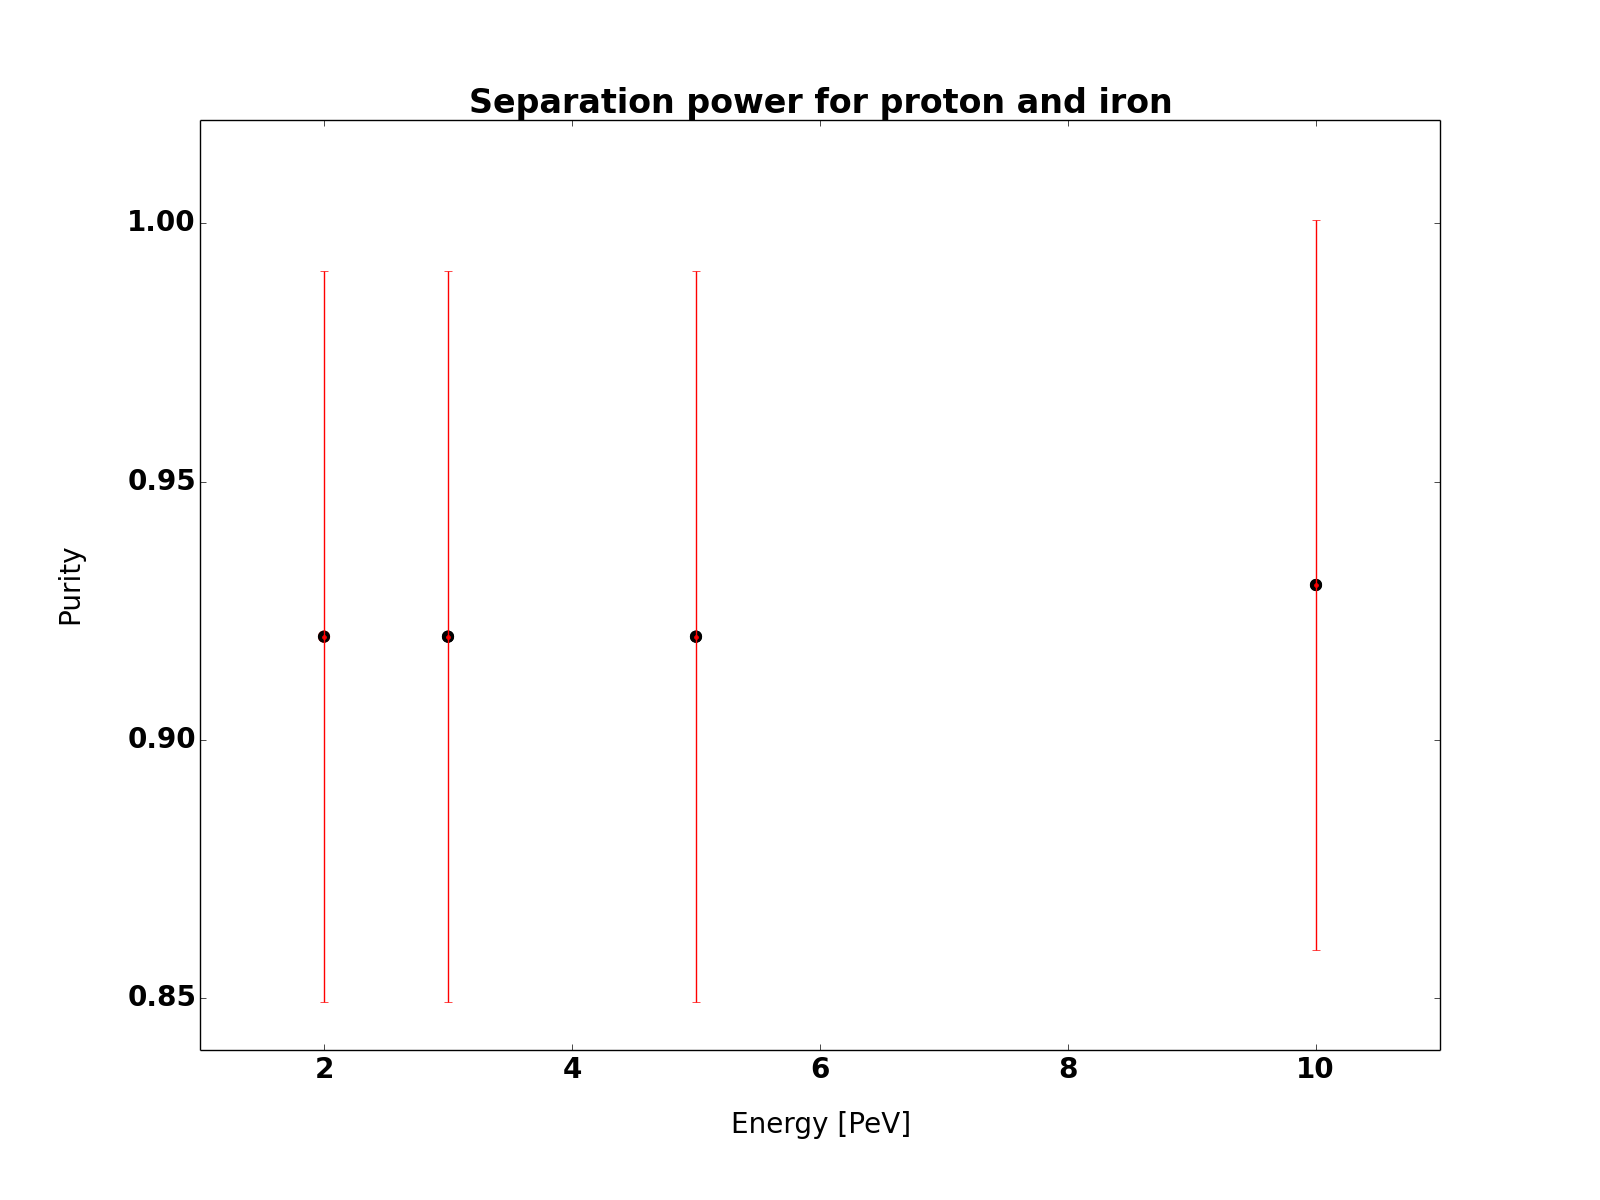 Separation power for proton and iron
1.00
0.95
0.90
0.85
Purity
2 4 6 8 10
Energy [PeV]